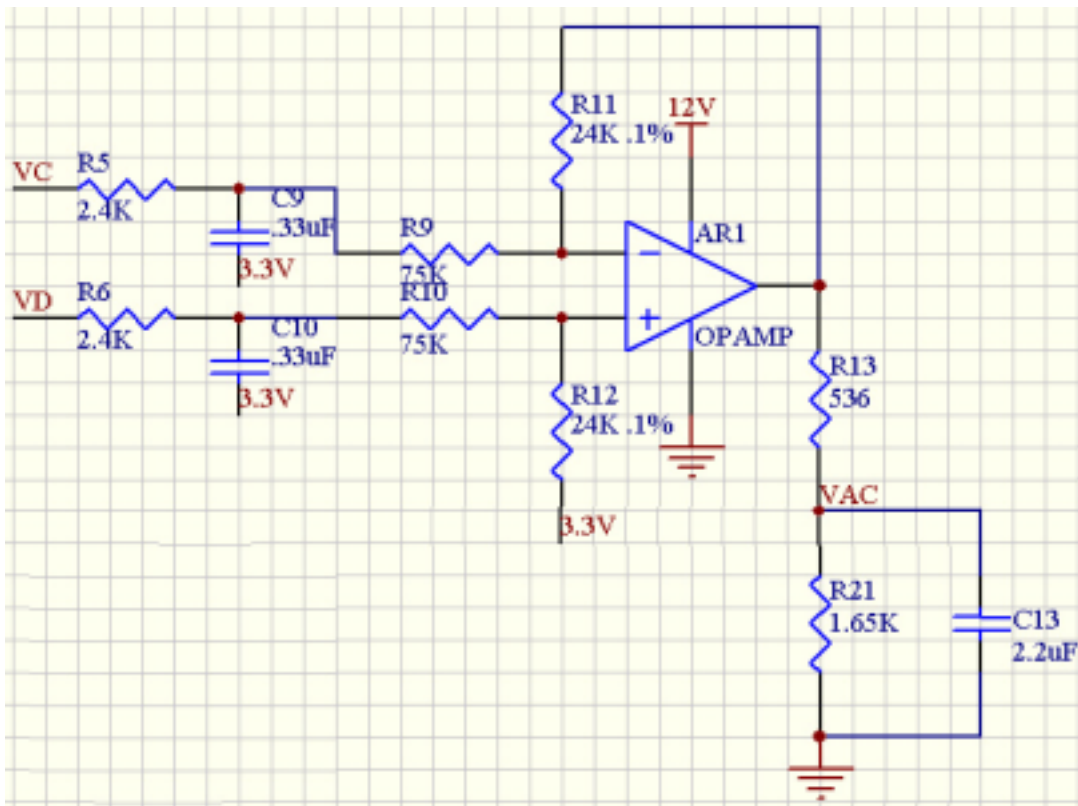 R11
24K .1%
12V
VC
R5
2.4K
C9
.33uF
3.3V
R9
75K
AR1
VD
R6
2.4K
C10
.33uF
3.3V
R10
75K
−
+
OPAMP
R12
24K .1%
3.3V
R13
536
VAC
R21
1.65K
C13
2.2uF